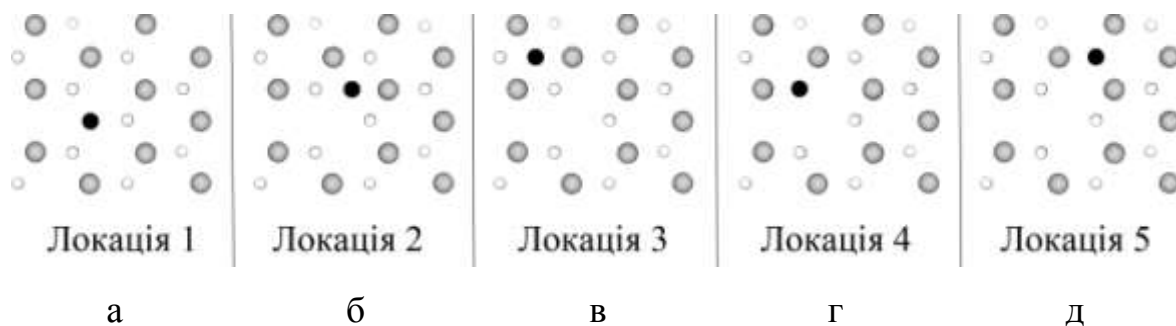 Локація 1 Локація 2 Локація 3 Локація 4 Локація 5
а б в г д